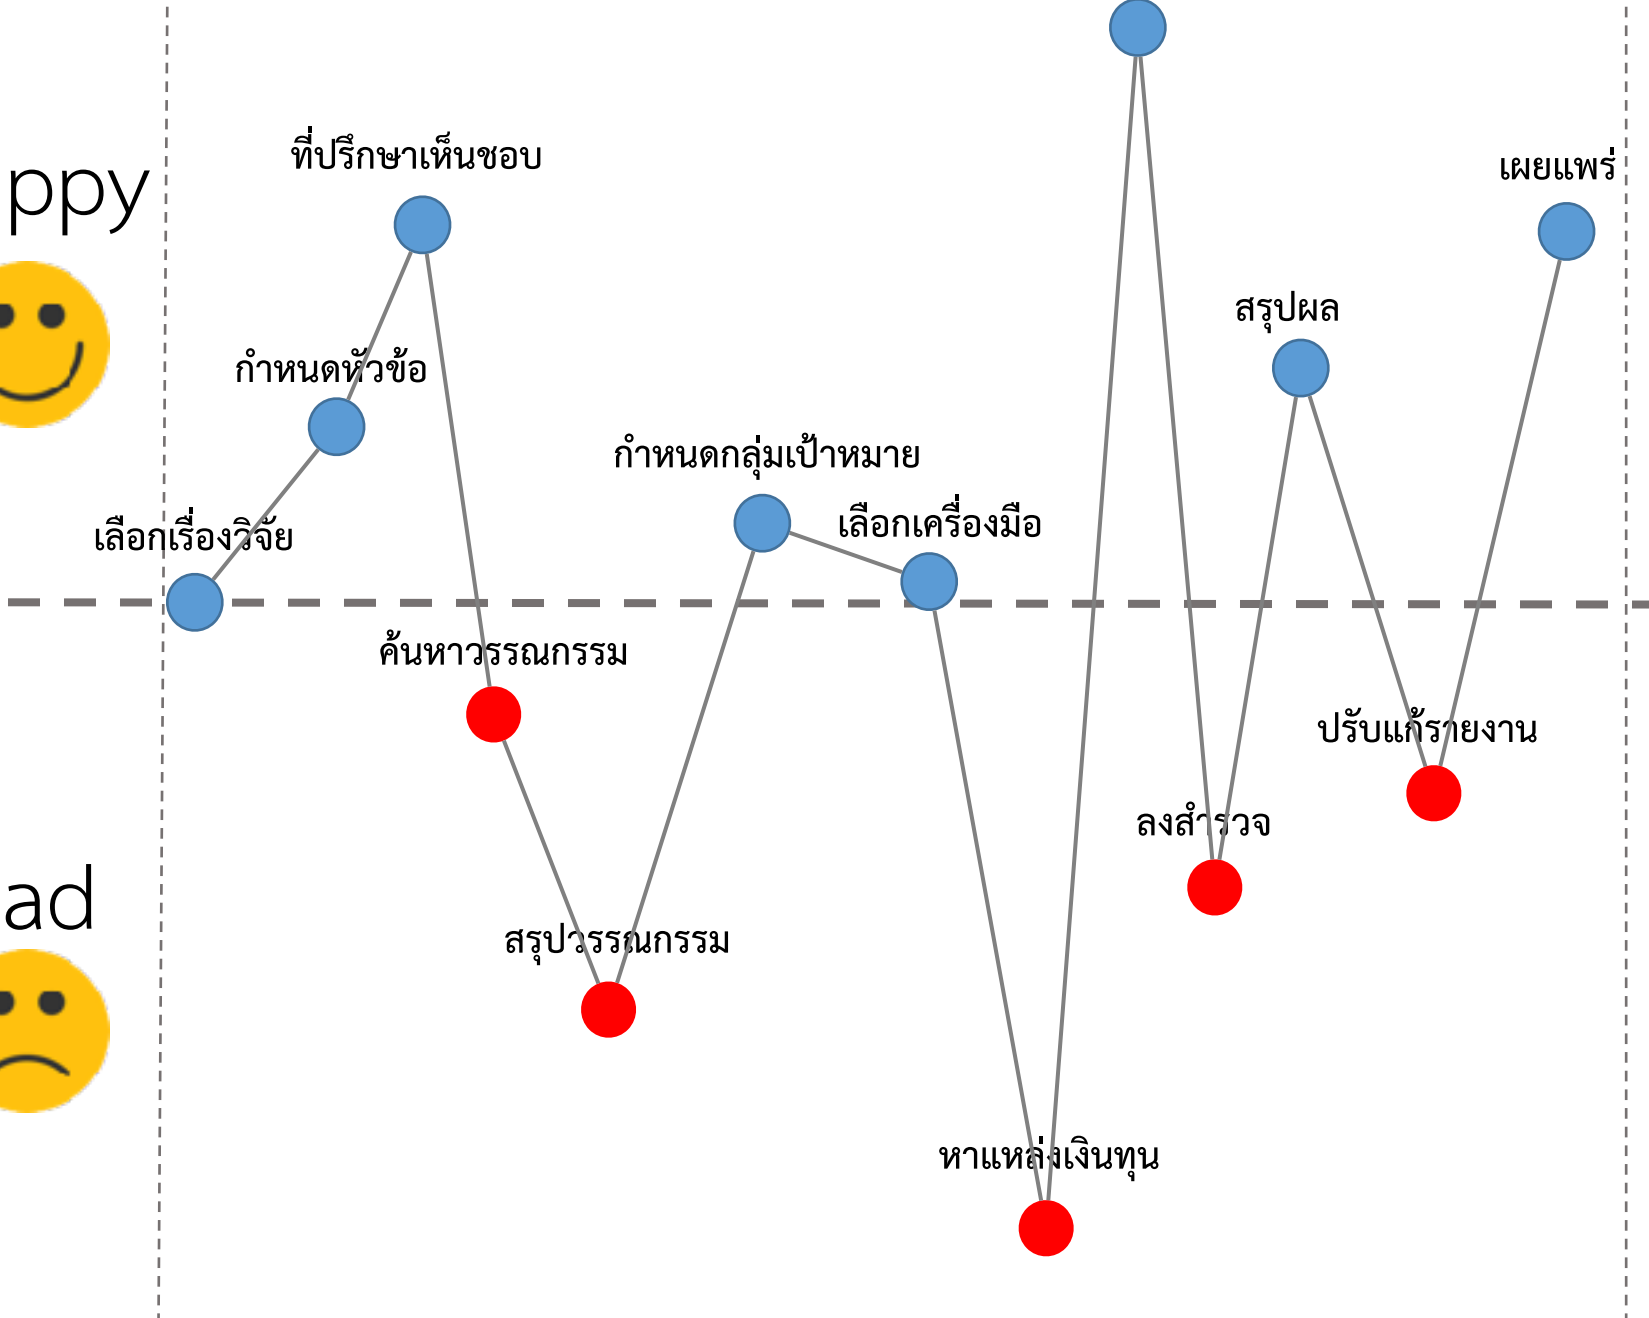 ที่ปรึกษาเห็นชอบ
เผยแพร่
ppy
สรุปผล
กำหนดหัวข้อ
กำหนดกลุ่มเป้าหมาย
เลือกเครื่องมือ
เลือกเรื่องวิจัย
ค้นหาวรรณกรรม
ปรับแก้รายงาน
ลงสำรวจ
ad
สรุปวรรณกรรม
หาแหล่งเงินทุน